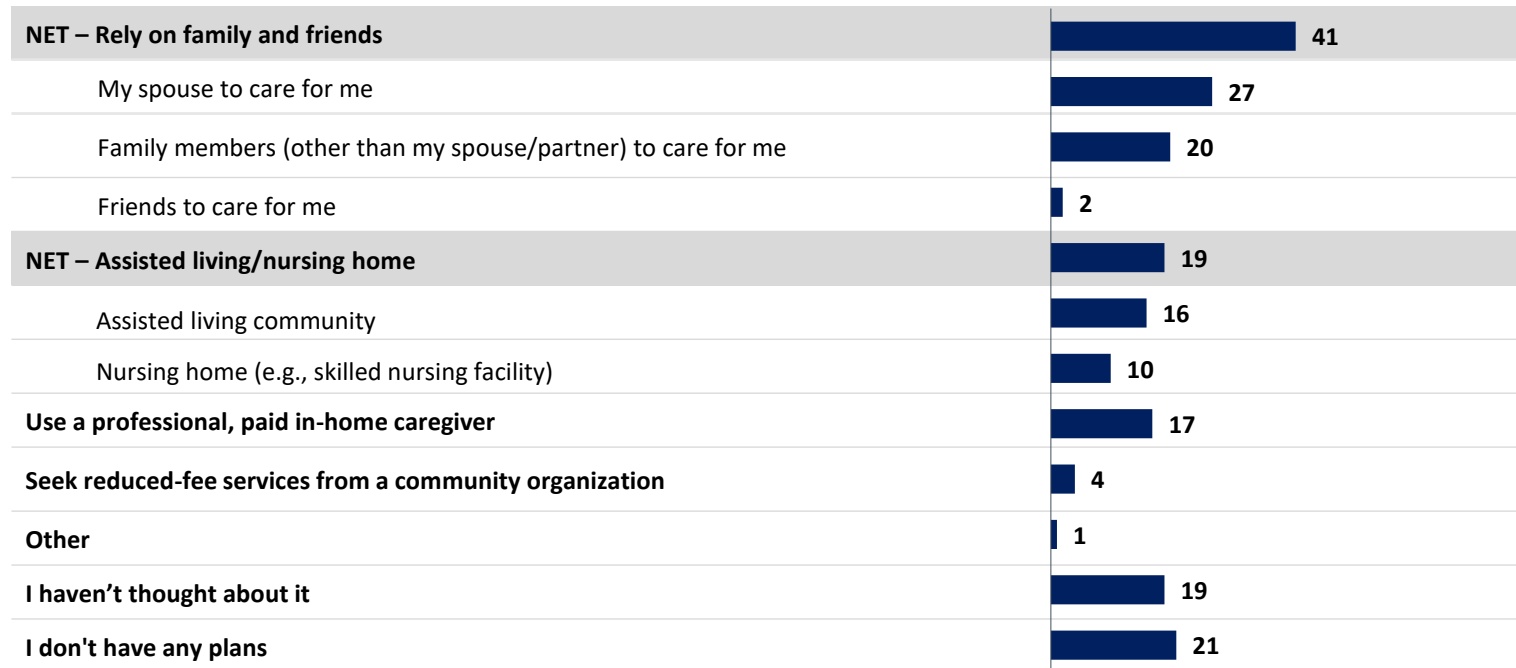 NET – Rely on family and friends 41
My spouse to care for me 27
Family members (other than my spouse/partner) to care for me 20
Friends to care for me 2
NET – Assisted living/nursing home 19
Assisted living community 16
Nursing home (e.g., skilled nursing facility) 10
Use a professional, paid in-home caregiver 17
Seek reduced-fee services from a community organization 4
Other 1
I haven’t thought about it 19
I don't have any plans 21